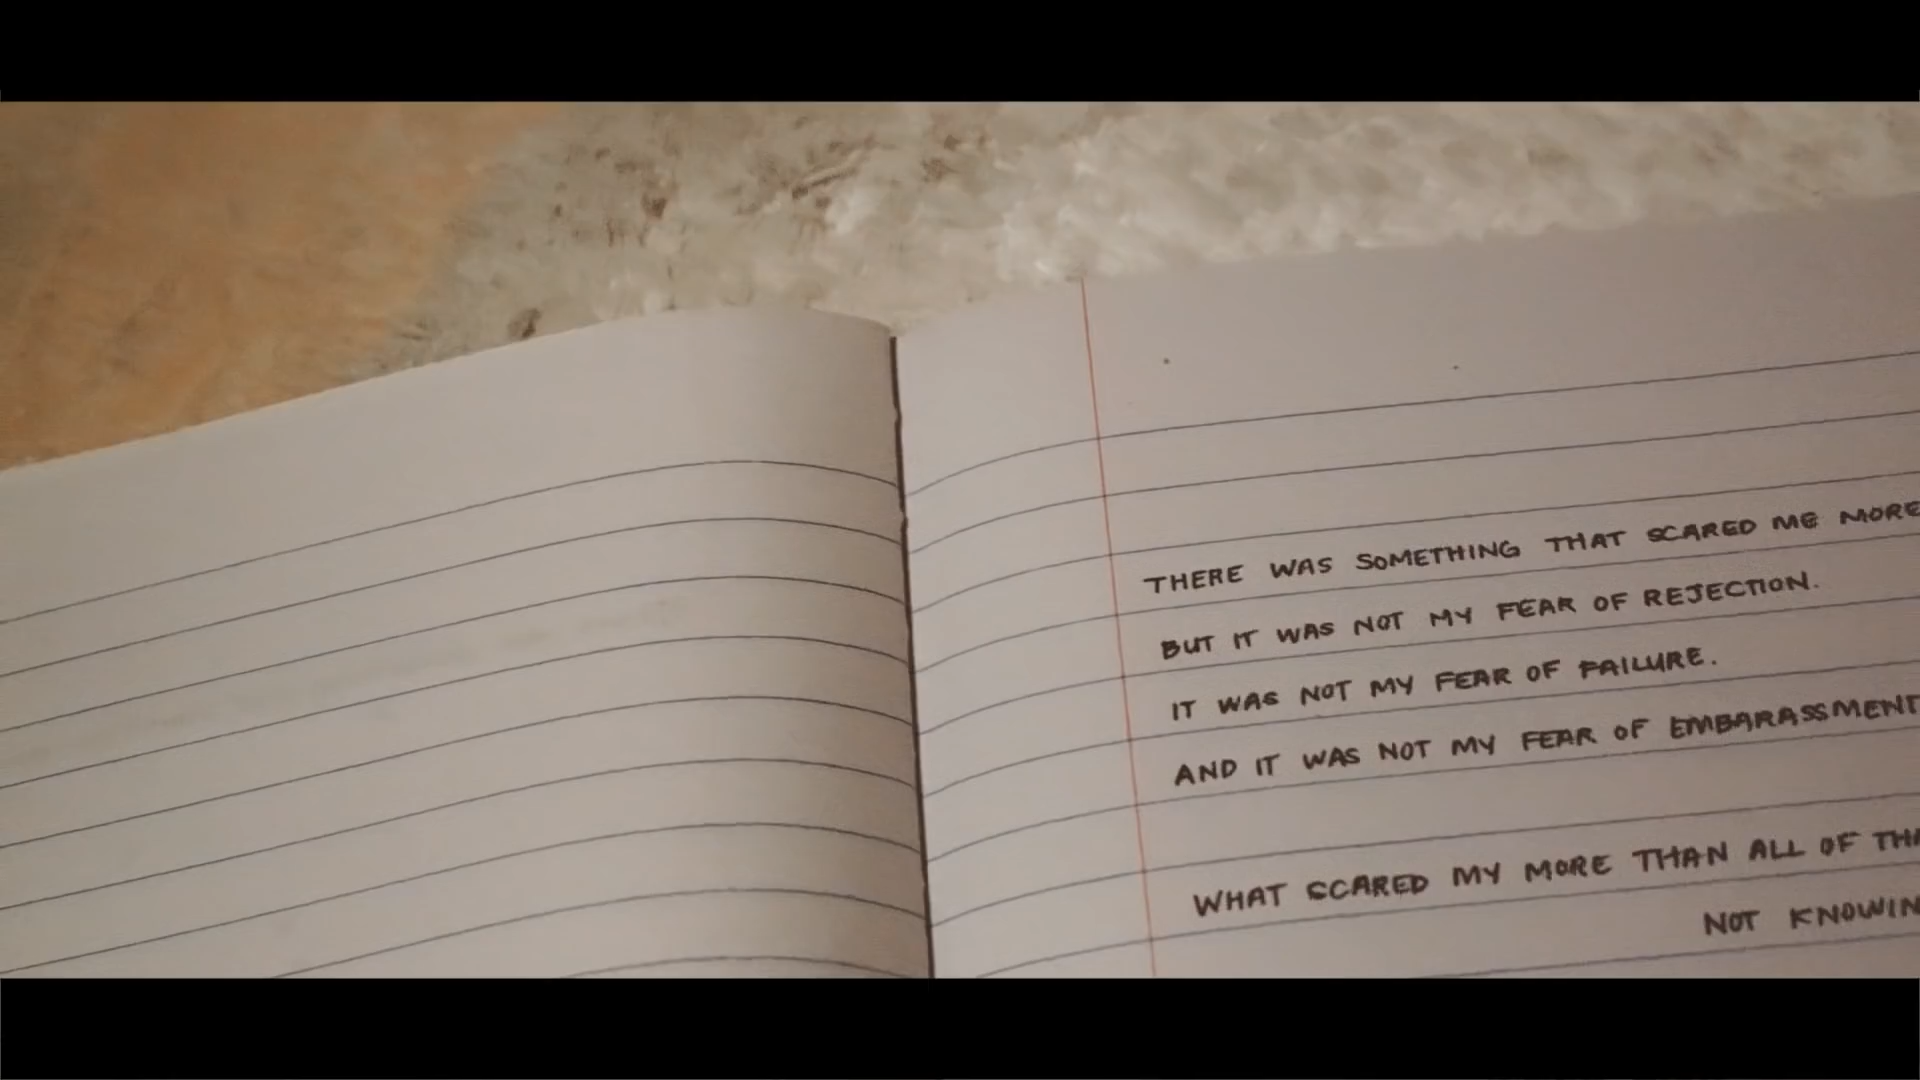 THERE WAS SOMETHING THAT SCARED ME MORE
BUT IT WAS NOT MY FEAR OF REJECTION.
IT WAS NOT MY FEAR OF FAILURE.
AND IT WAS NOT MY FEAR OF EMBARASSMENT
WHAT SCARED MY MORE THAN ALL OF THA
NOT KNOWIN